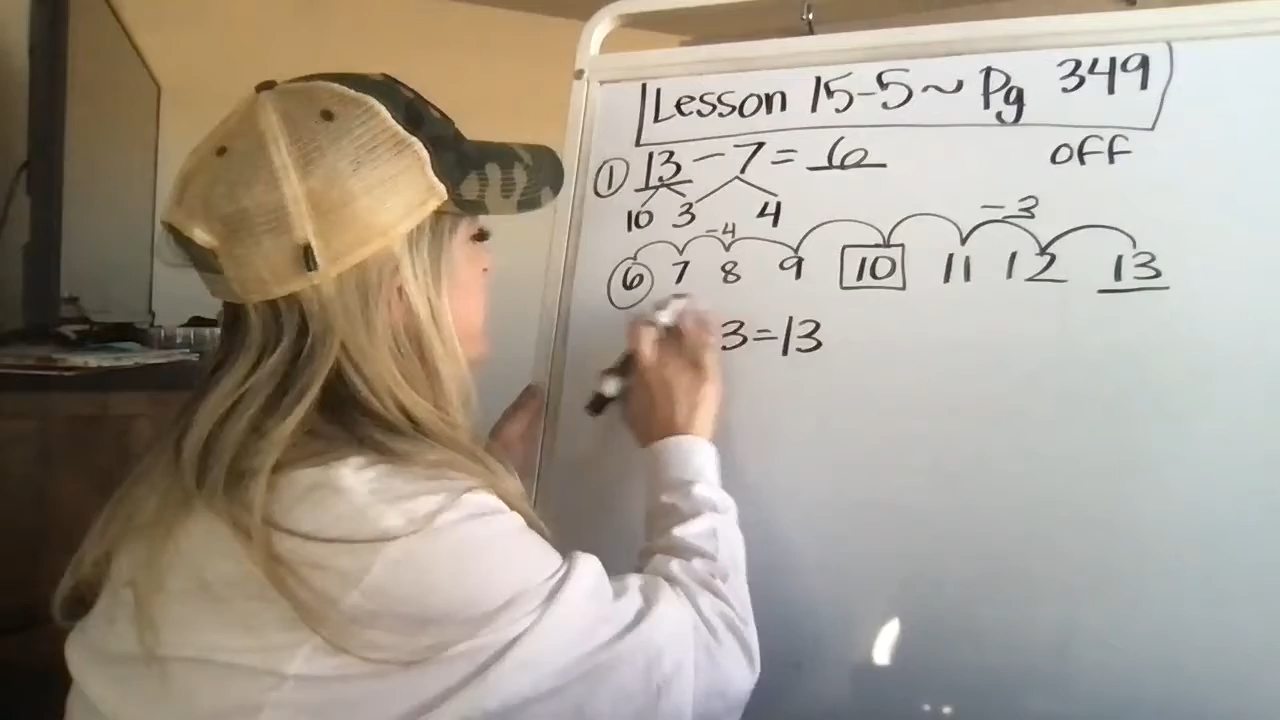 Lesson 15-5~ Pg 349
① 13 - 7 = 6 off
10 3 4
-4 -3
6 7 8 9 10 11 12 13
3=13